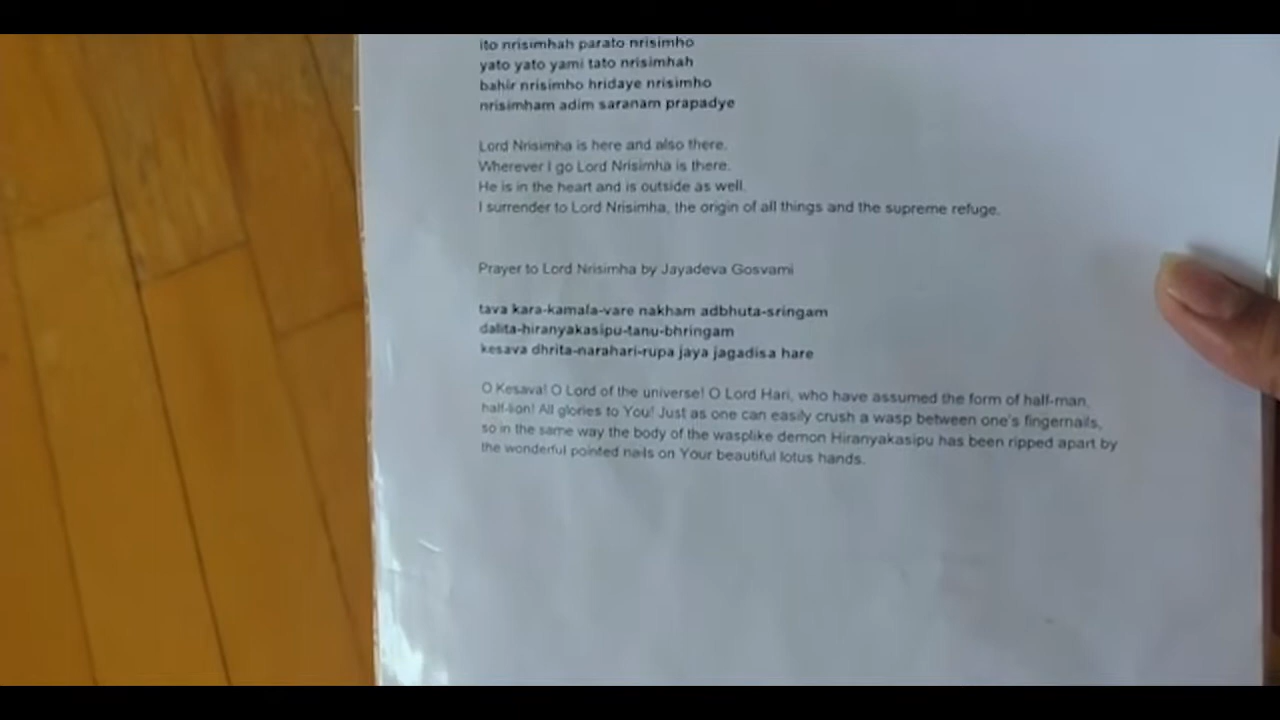 ito nrisimhah parato nrisimho
yato yato yami tato nrisimhah
bahir nrisimho hridaye nrisimho
nrisimham adim saranam prapadye
Lord Nrisimha is here and also there.
Wherever I go Lord Nrisimha is there.
He is in the heart and is outside as well.
I surrender to Lord Nrisimha, the origin of all things and the supreme refuge.
Prayer to Lord Nrisimha by Jayadeva Gosvami
tava kara-kamala-vare nakham adbhuta-sringam
dalita-hiranyakasipu-tanu-bhringam
kesava dhrita-narahari-rupa jaya jagadisa hare
O Kesava! O Lord of the universe! O Lord Hari, who have assumed the form of half-man,
half-lion! All glories to You! Just as one can easily crush a wasp between one's fingernails,
so in the same way the body of the wasplike demon Hiranyakasipu has been ripped apart by
the wonderful pointed nails on Your beautiful lotus hands.